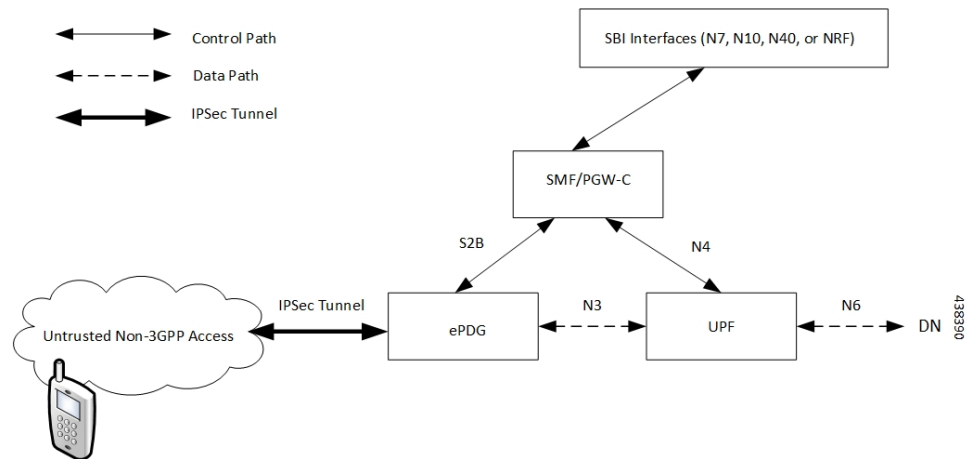 Control Path
Data Path
IPSec Tunnel
SBI Interfaces (N7, N10, N40, or NRF)
SMF/PGW-C
S2B
N4
IPSec Tunnel
Untrusted Non-3GPP Access
ePDG
N3
UPF
N6
DN
438390